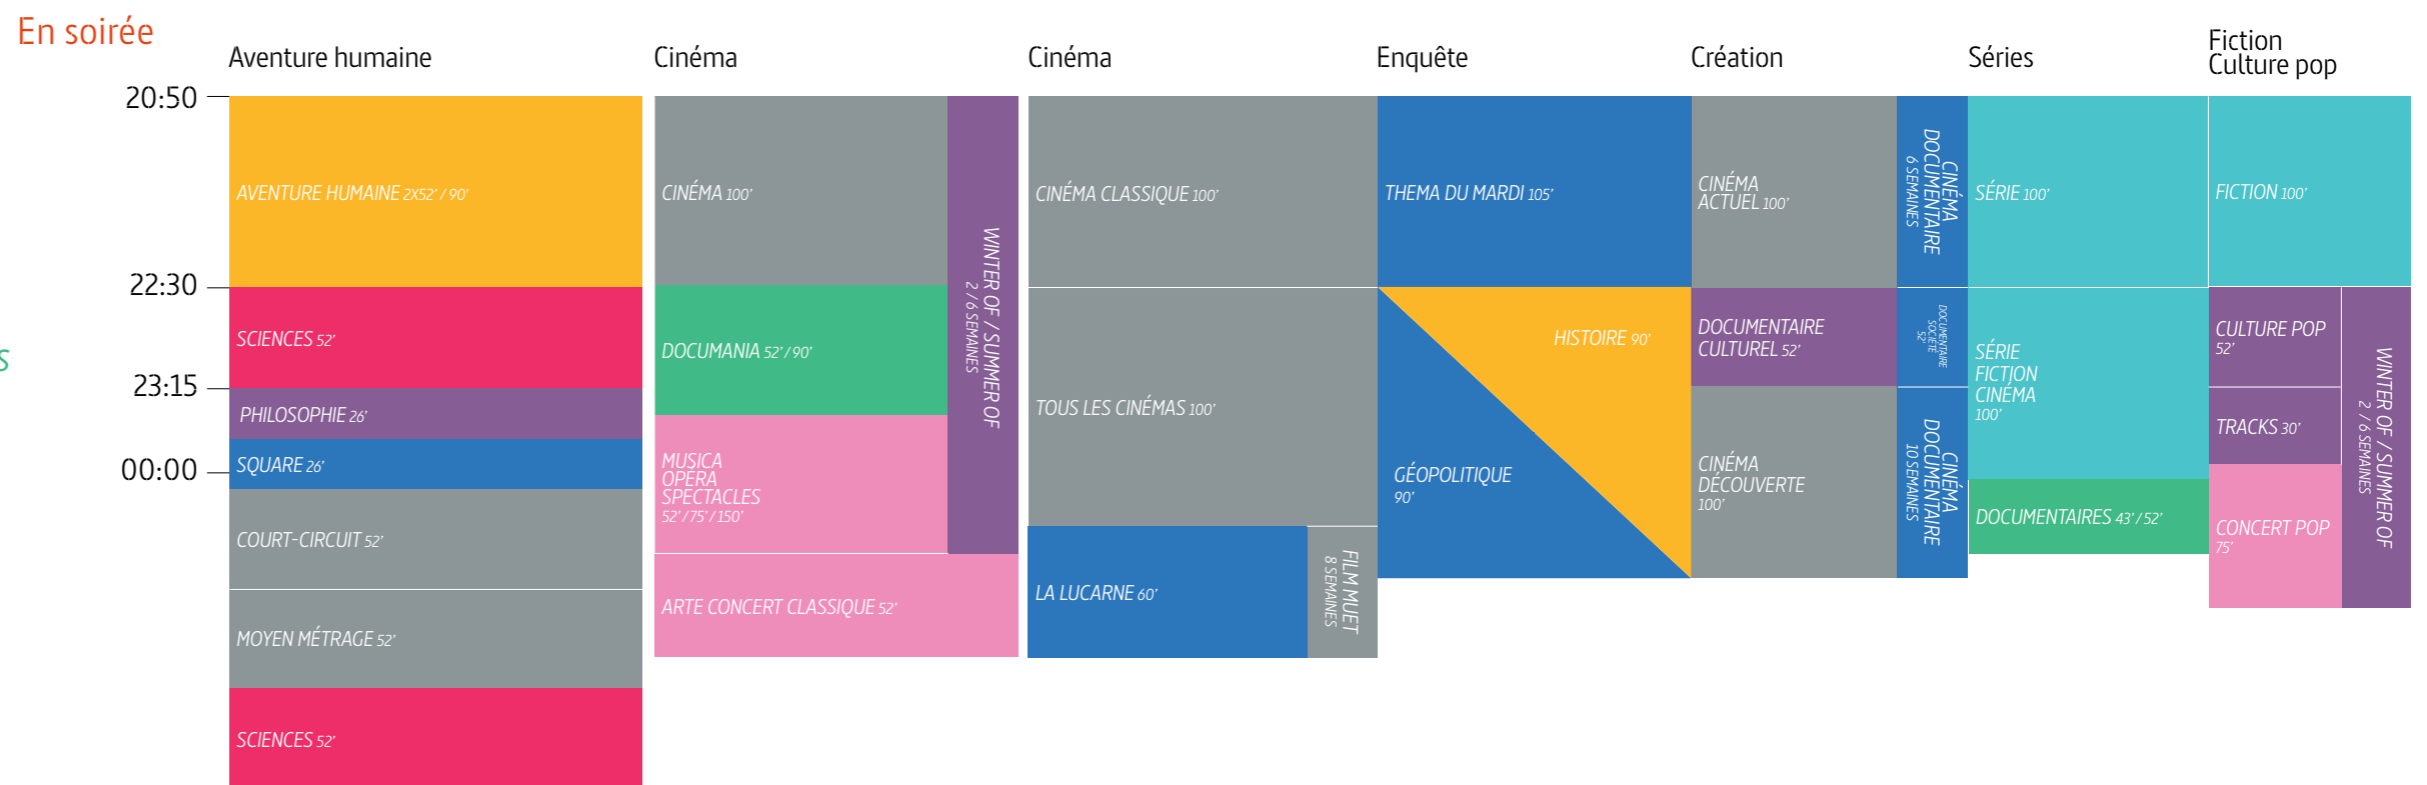 En soirée
Aventure humaine
Cinéma
Cinéma
Enquête
Création
Séries
Fiction
Culture pop
20:50
22:30
23:15
00:00
s
AVENTURE HUMAINE 2X52' / 90'
SCIENCES 52'
PHILOSOPHIE 26'
SQUARE 26'
COURT-CIRCUIT 52'
MOYEN MÉTRAGE 52'
SCIENCES 52'
CINÉMA 100'
DOCUMANIA 52' / 90'
MUSICA
OPÉRA
SPECTACLES
52' / 75' / 150'
ARTE CONCERT CLASSIQUE 52'
WINTER OF / SUMMER OF
2 / 6 SEMAINES
CINÉMA CLASSIQUE 100'
TOUS LES CINÉMAS 100'
LA LUCARNE 60'
FILM MUET
8 SEMAINES
THEMA DU MARDI 105'
HISTOIRE 90'
GÉOPOLITIQUE
90'
CINÉMA
ACTUEL 100'
DOCUMENTAIRE
CULTUREL 52'
CINÉMA
DÉCOUVERTE
100'
CINÉMA
DOCUMENTAIRE
6 SEMAINES
DOCUMENTAIRE
SOCIÉTÉ
52'
CINÉMA
DOCUMENTAIRE
10 SEMAINES
SÉRIE 100'
SÉRIE
FICTION
CINÉMA
100'
DOCUMENTAIRES 43' / 52'
FICTION 100'
CULTURE POP
52'
TRACKS 30'
CONCERT POP
75'
WINTER OF / SUMMER OF
2 / 6 SEMAINES